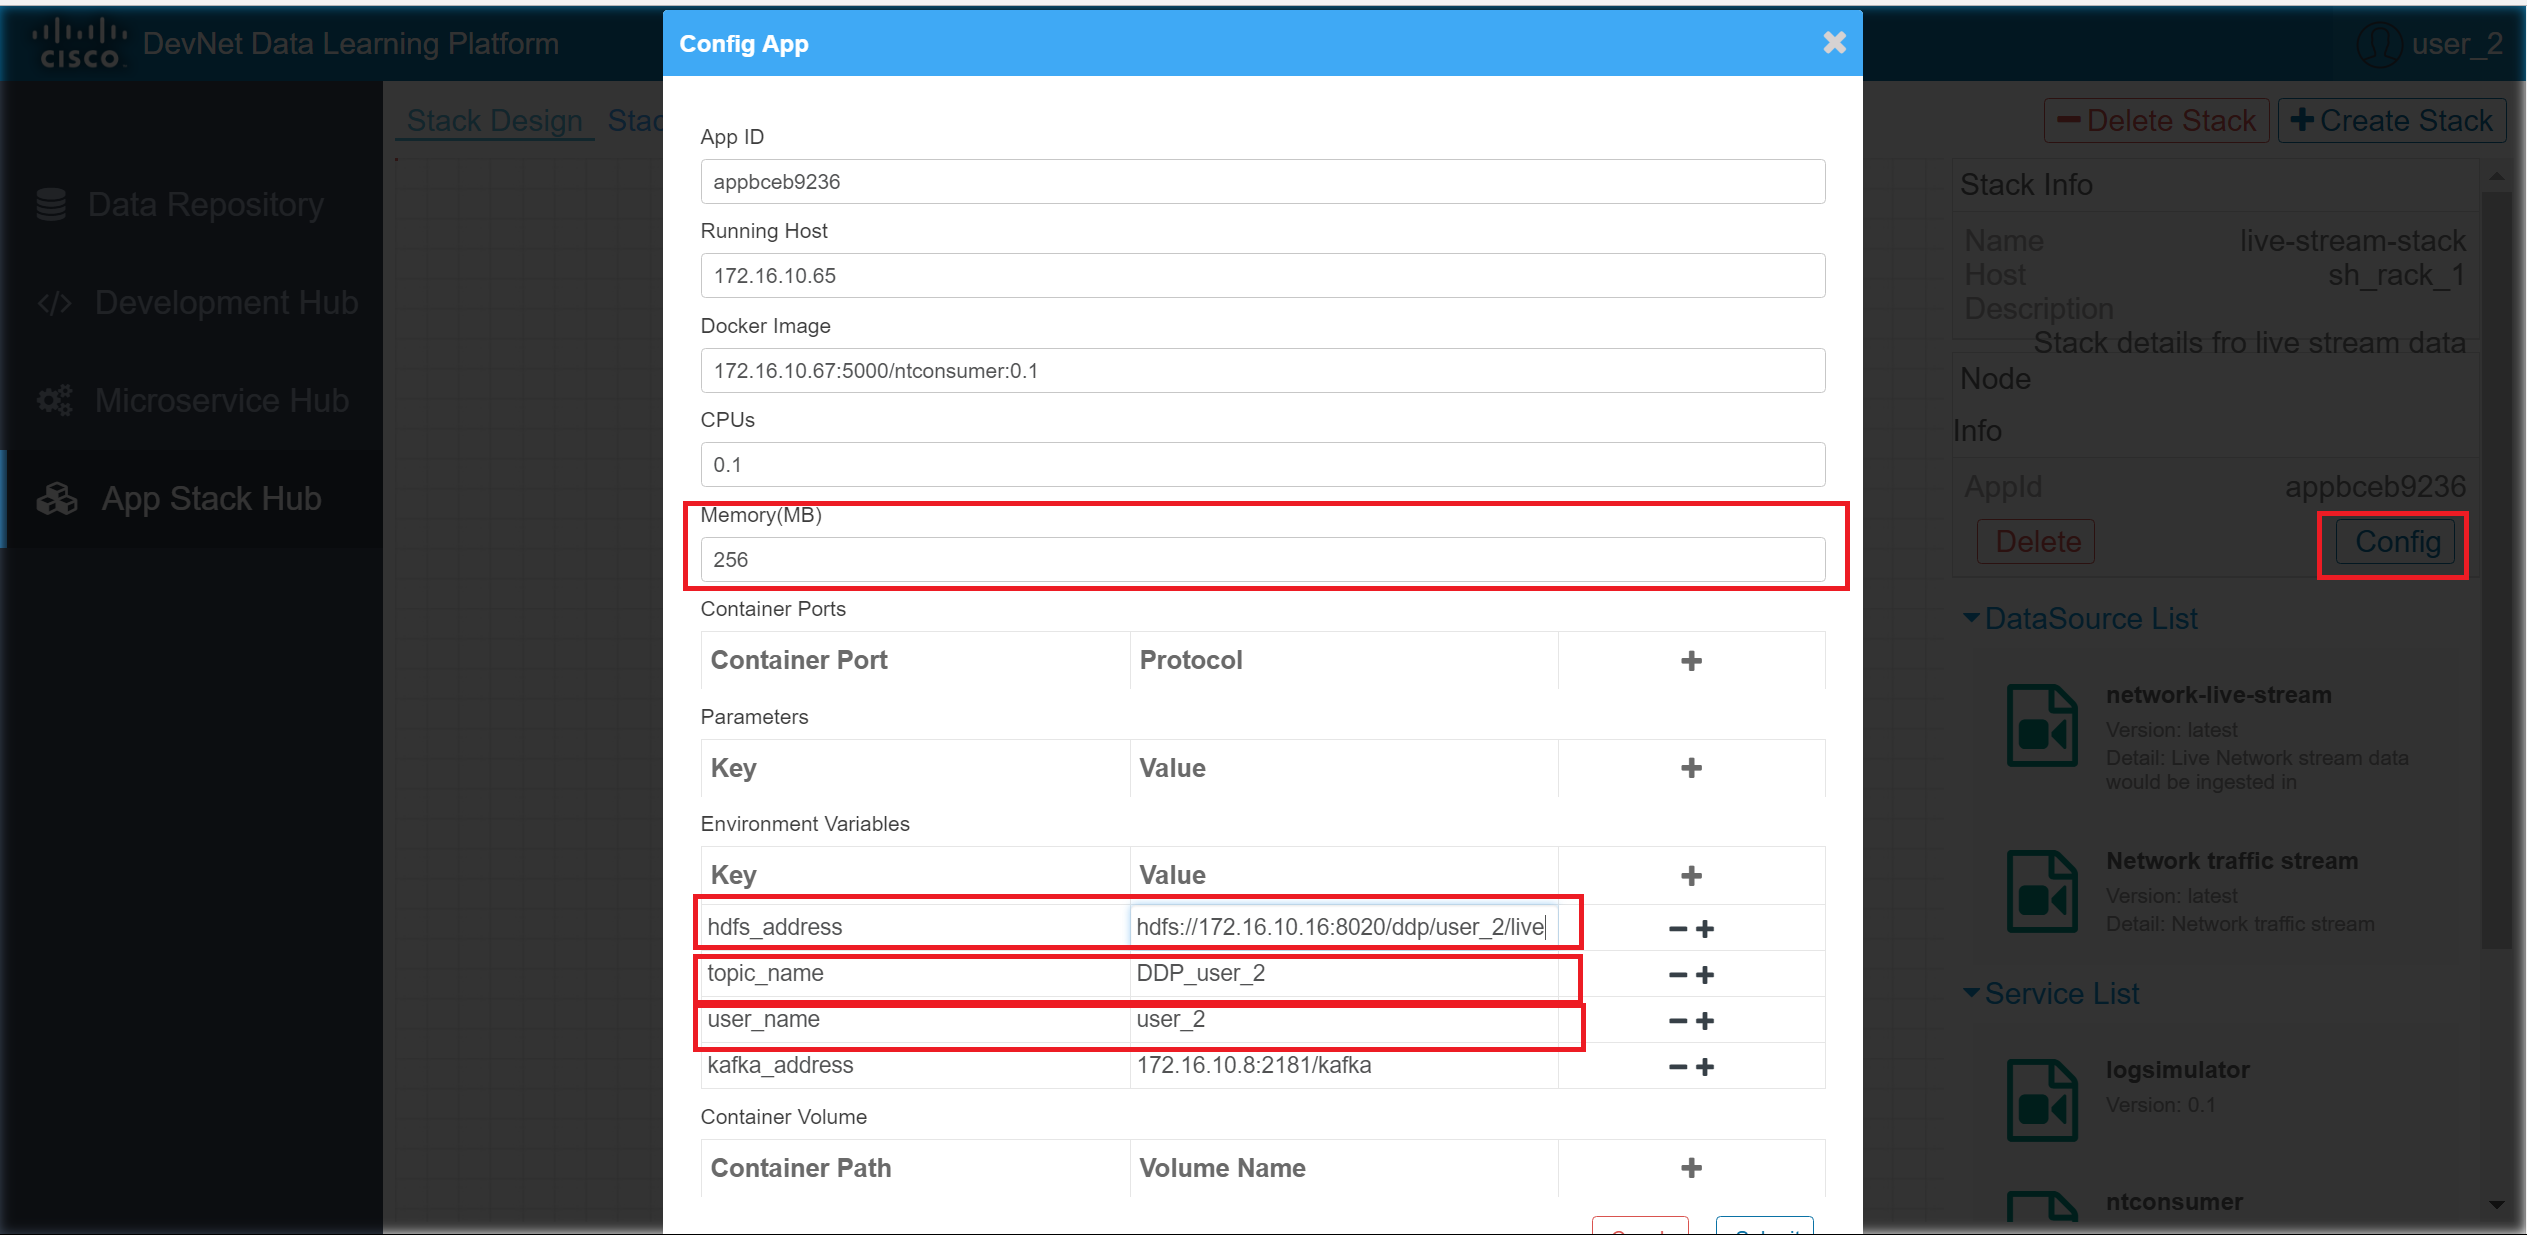 CISCO
DevNet Data Learning Platform
user_2
Data Repository
Development Hub
Microservice Hub
App Stack Hub
Stack Design
Delete Stack
Create Stack
Config App
App ID
appbceb9236
Running Host
172.16.10.65
Docker Image
172.16.10.67:5000/ntconsumer:0.1
CPUs
0.1
Memory(MB)
256
Container Ports
Container Port Protocol
Parameters
Key Value
Environment Variables
Key Value
hdfs_address hdfs://172.16.10.16:8020/ddp/user_2/live
topic_name DDP_user_2
user_name user_2
kafka_address 172.16.10.8:2181/kafka
Container Volume
Container Path Volume Name
Stack Info
Name live-stream-stack
Host sh_rack_1
Description
Stack details fro live stream data
Node
Info
AppId appbceb9236
Delete Config
DataSource List
network-live-stream
Version: latest
Detail: Live Network stream data
would be ingested in
Network traffic stream
Version: latest
Detail: Network traffic stream
Service List
logsimulator
Version: 0.1
ntconsumer